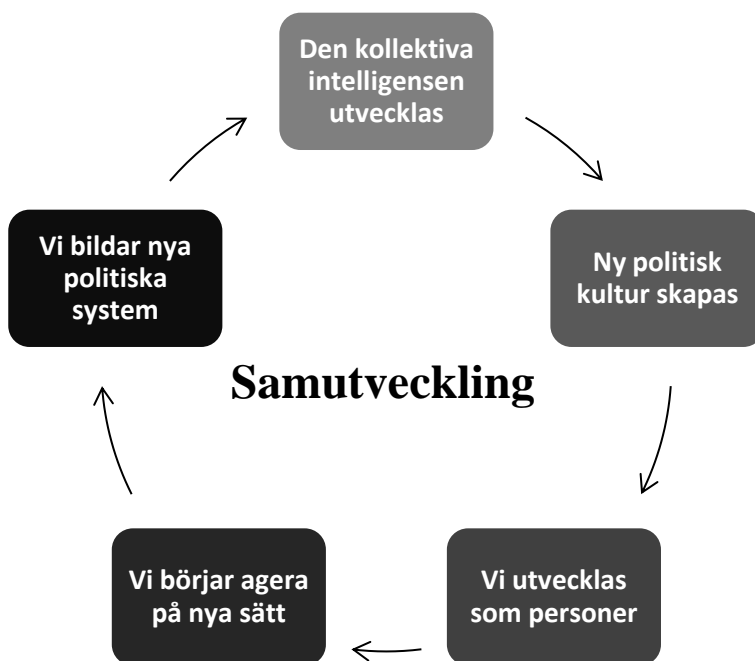 Den kollektiva
intelligensen
utvecklas
Ny politisk
kultur skapas
Vi utvecklas
som personer
Vi börjar agera
på nya sätt
Vi bildar nya
politiska
system
Samutveckling